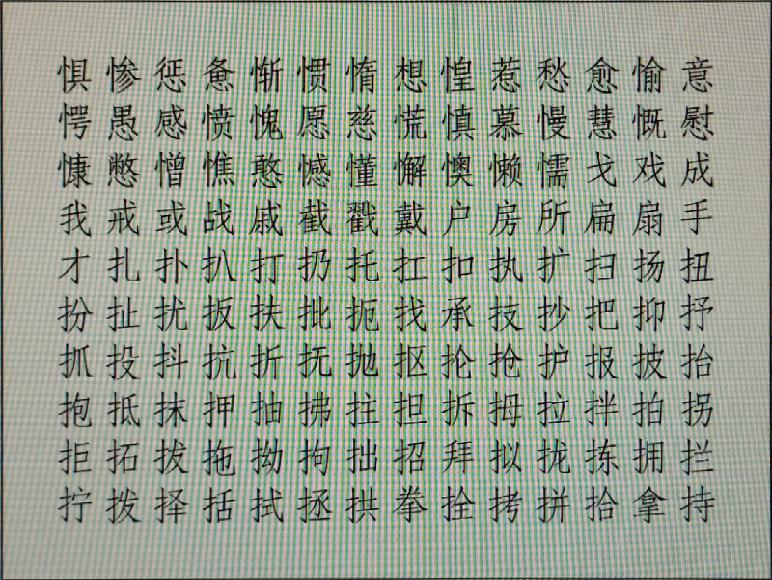 惧惨惩惫惭惯惰想惶惹愁愈愉意
愕愚感愤愧愿慈慌慎慕慢慧慨慰
慷憋憎憔憨憾懂懈懊懒懦戈戏成
我戒或战戚截戳戴户房所扁扇手
才扎扑扒打扔托扛扣执扩扫扬扭
扮扯扰扳扶批扼找承技抄把抑抒
抓投抖抗折抚抛抠抡抢护报披抬
抱抵抹押抽拂拄担拆拇拉拌拍拐
拒拓拔拖拗拘拙招拜拟拢拣拥拦
拧拨择括拭拯拱拳拴拷拼拾拿持